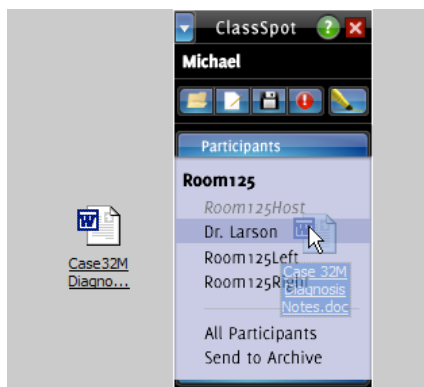 ClassSpot ?
Michael
Participants
Room125
Room125Host
Dr. Larson
Room125Left
Room125Right
Case 32M
Diagnosis
Notes.doc
All Participants
Send to Archive
W
Case32M
Diagno...
W